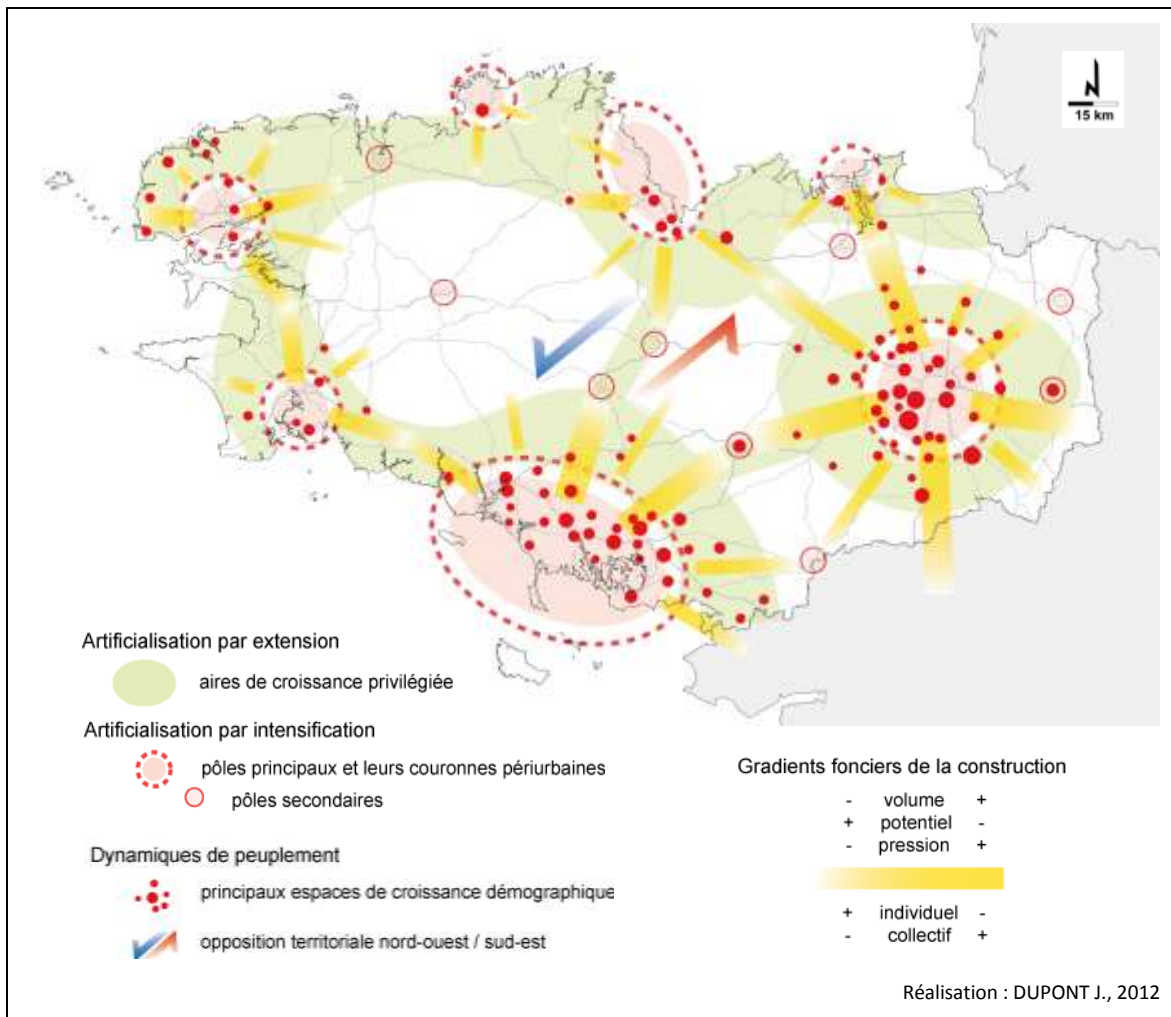 N
15 km
Artificialisation par extension
aires de croissance privilégiée
Artificialisation par intensification
pôles principaux et leurs couronnes périurbaines
pôles secondaires
Dynamiques de peuplement
principaux espaces de croissance démographique
opposition territoriale nord-ouest / sud-est
Gradients fonciers de la construction
- volume +
+ potentiel -
- pression +
+ individuel -
- collectif +
Réalisation : DUPONT J., 2012